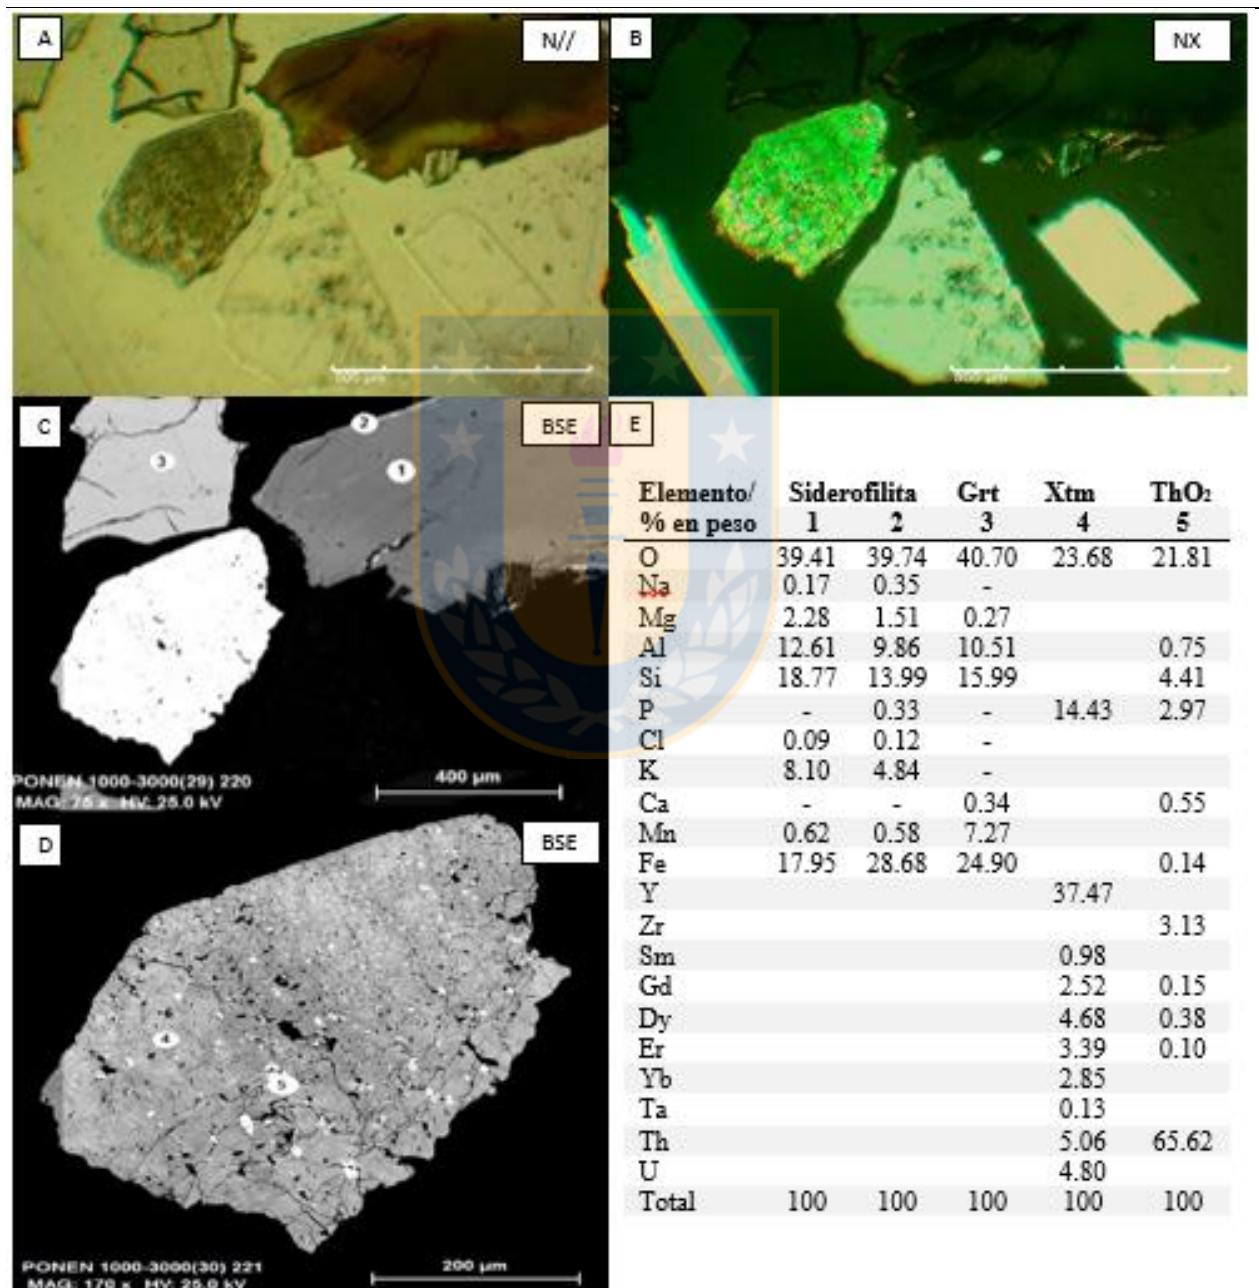 A
N//
B
NX
500 µm
C
BSE
3
2
1
PONEN 1000-3000(29) 220
MAG: 75 x HV: 25.0 kV
400 µm
D
BSE
4
5
PONEN 1000-3000(30) 221
MAG: 170 x HV: 25.0 kV
200 µm
E
Elemento/ Siderofilita Grt Xtm ThO₂
% en peso 1 2 3 4 5
O 39.41 39.74 40.70 23.68 21.81
Na 0.17 0.35 -
Mg 2.28 1.51 0.27
Al 12.61 9.86 10.51 0.75
Si 18.77 13.99 15.99 4.41
P - 0.33 - 14.43 2.97
Cl 0.09 0.12 -
K 8.10 4.84 -
Ca - - 0.34 0.55
Mn 0.62 0.58 7.27
Fe 17.95 28.68 24.90 0.14
Y 37.47
Zr 3.13
Sm 0.98
Gd 2.52 0.15
Dy 4.68 0.38
Er 3.39 0.10
Yb 2.85
Ta 0.13
Th 5.06 65.62
U 4.80
Total 100 100 100 100 100